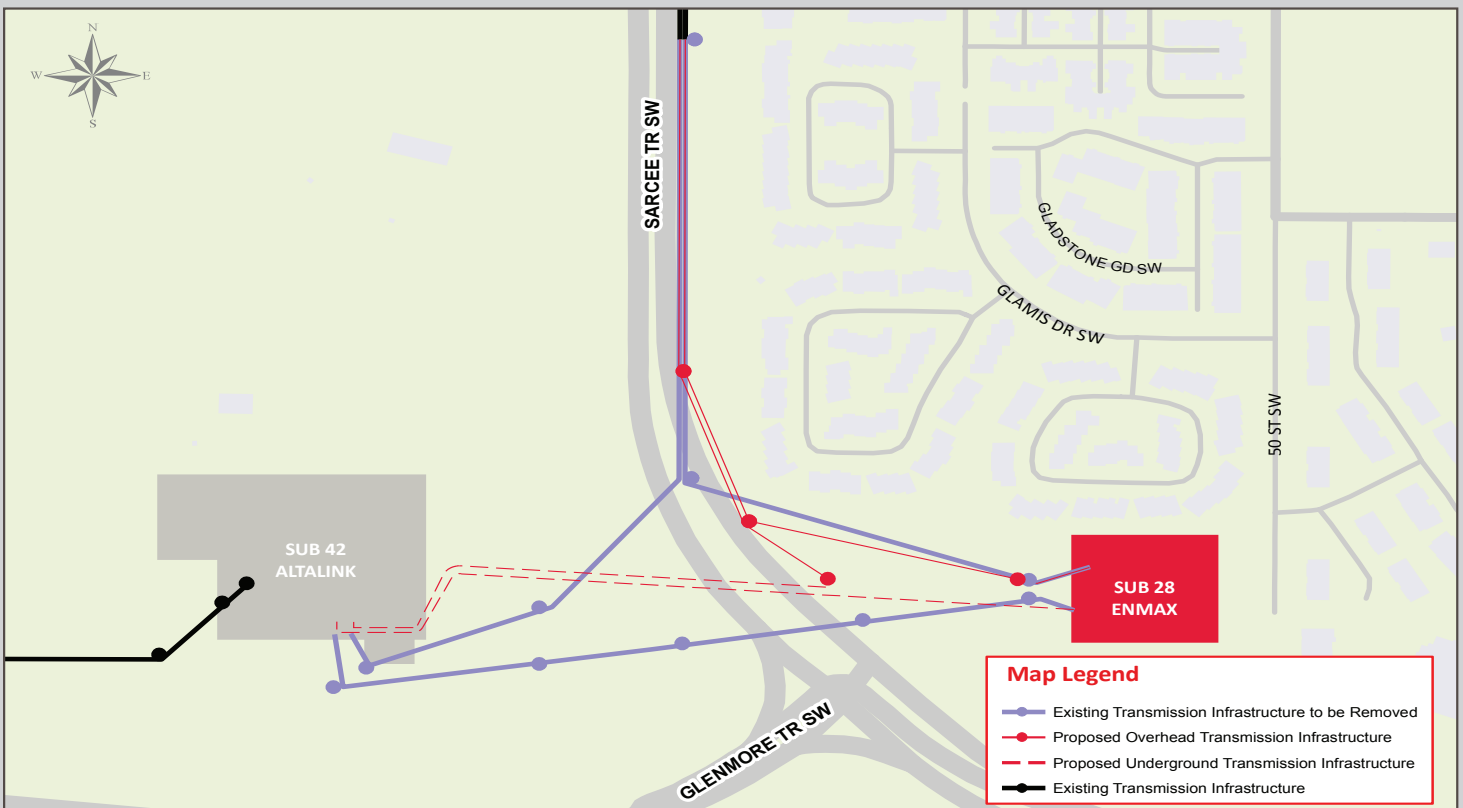 N
W
E
S
SARCEE TR SW
GLADSTONE GD SW
GLAMIS DR SW
50 ST SW
SUB 42
ALTALINK
SUB 28
ENMAX
GLENMORE TR SW
Map Legend
Existing Transmission Infrastructure to be Removed
Proposed Overhead Transmission Infrastructure
Proposed Underground Transmission Infrastructure
Existing Transmission Infrastructure